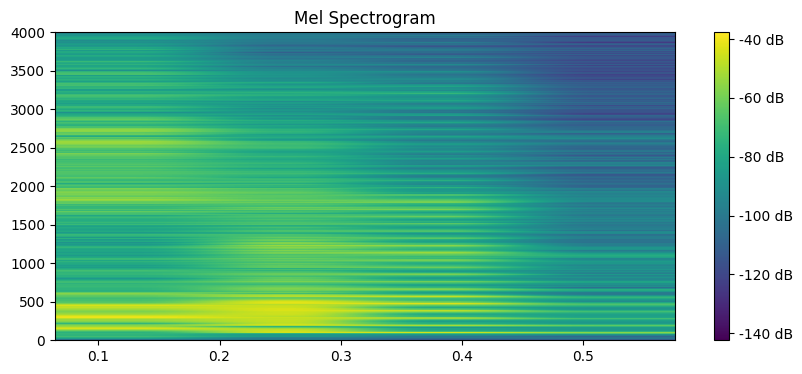 Mel Spectrogram
4000
3500
3000
2500
2000
1500
1000
500
0
0.1 0.2 0.3 0.4 0.5
-40 dB
-60 dB
-80 dB
-100 dB
-120 dB
-140 dB